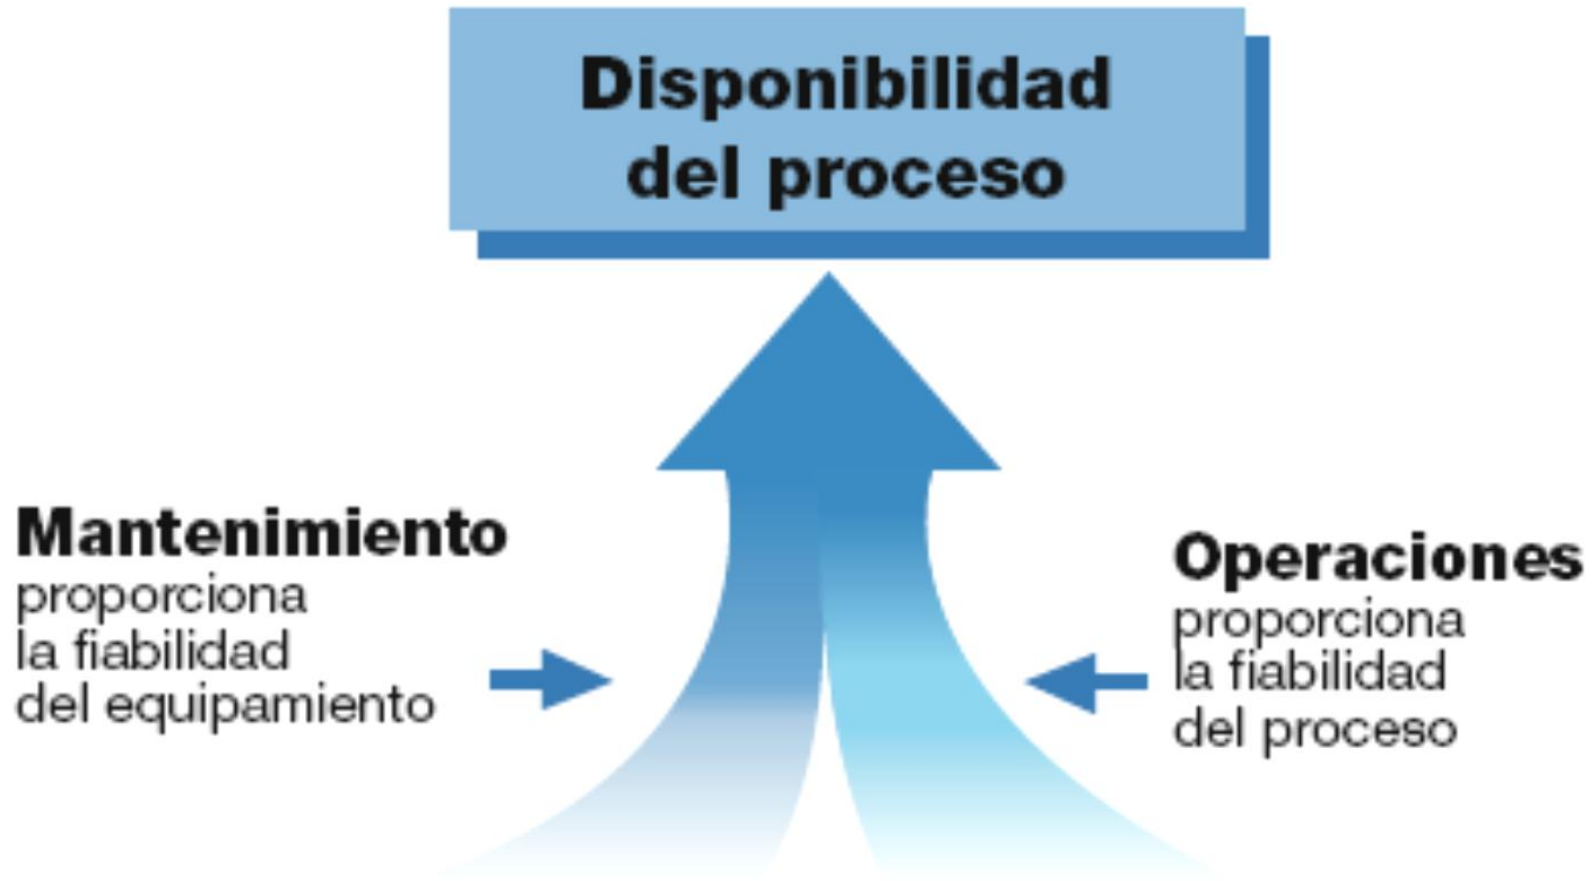 Disponibilidad
del proceso
Mantenimiento
proporciona
la fiabilidad
del equipamiento
Operaciones
proporciona
la fiabilidad
del proceso